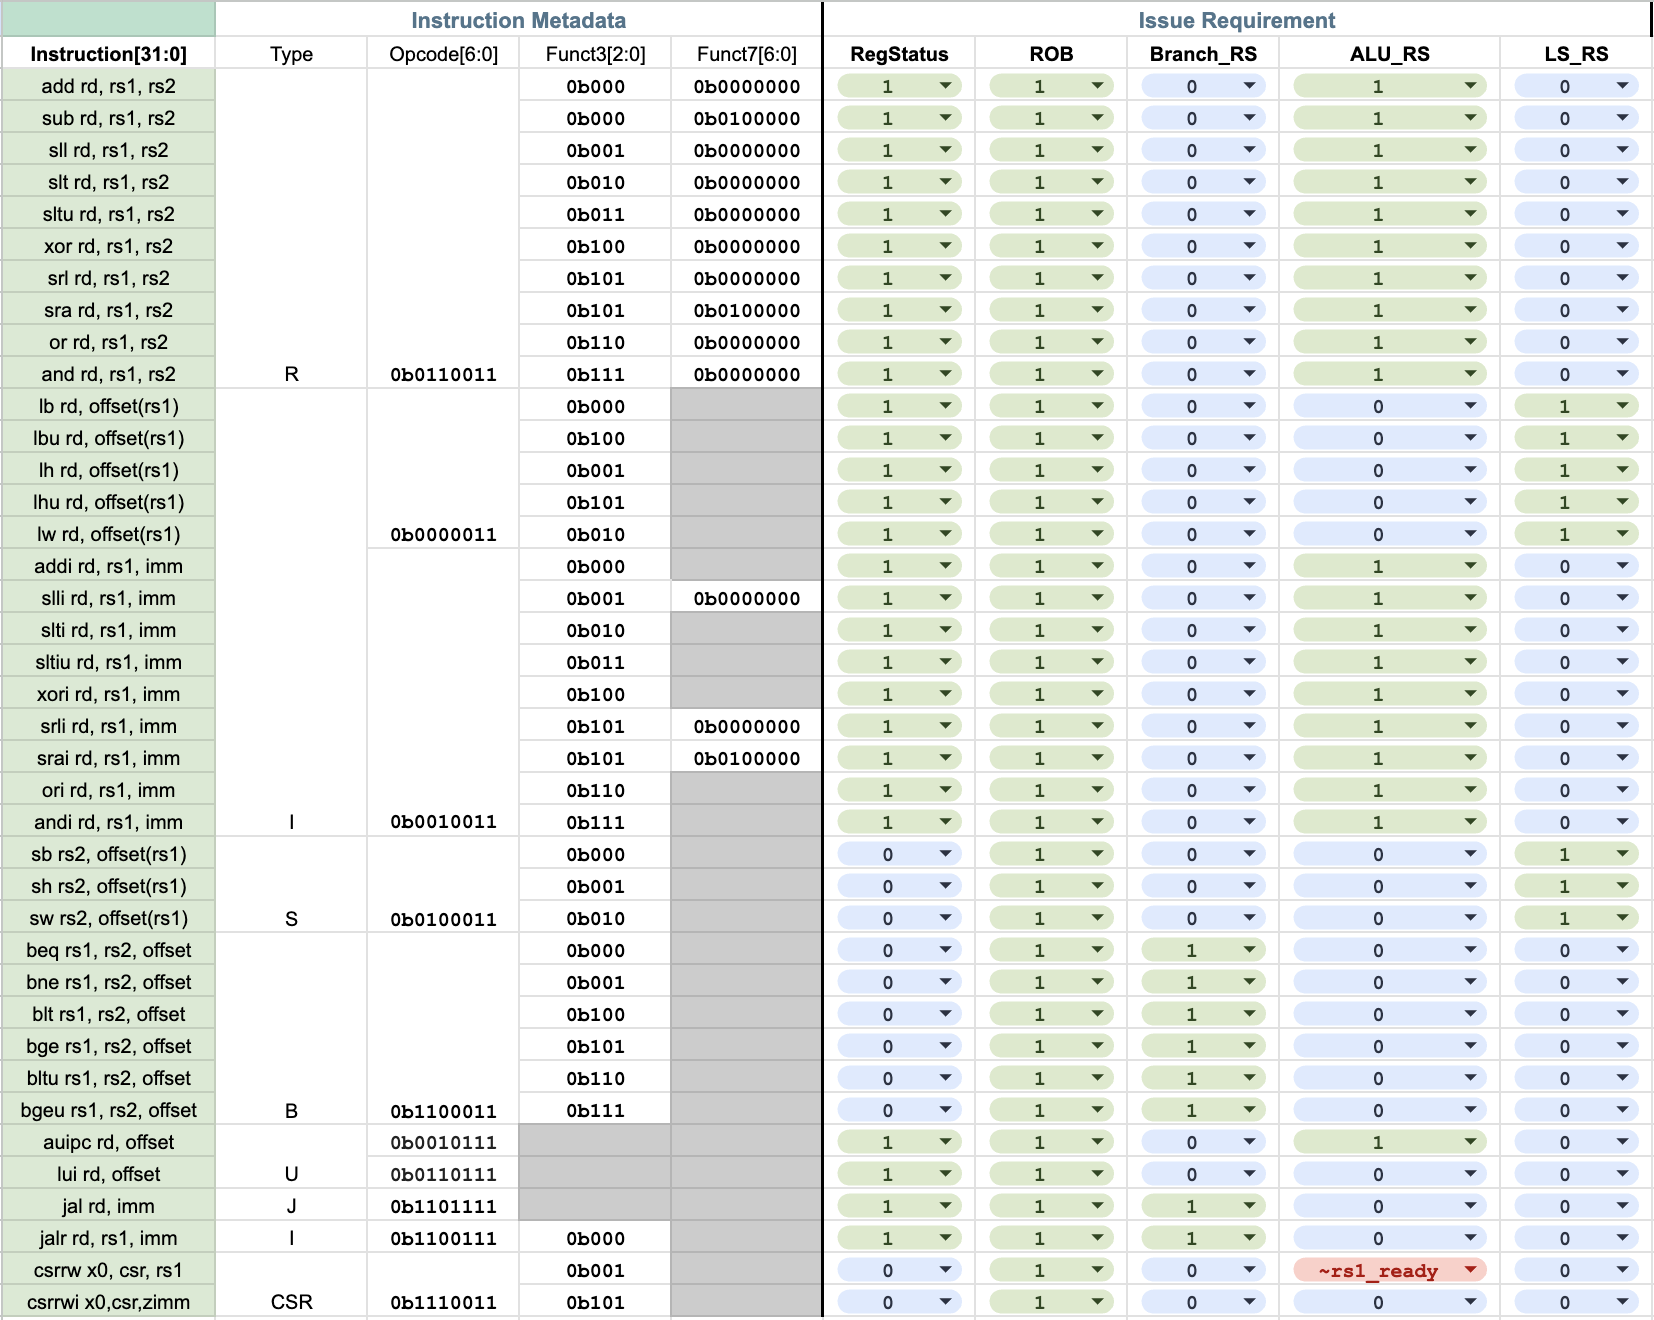 Instruction Metadata Issue Requirement
Instruction[31:0] Type Opcode[6:0] Funct3[2:0] Funct7[6:0] RegStatus ROB Branch_RS ALU_RS LS_RS
add rd, rs1, rs2 0b000 0b0000000 1 1 0 1 0
sub rd, rs1, rs2 0b000 0b0100000 1 1 0 1 0
sll rd, rs1, rs2 0b001 0b0000000 1 1 0 1 0
slt rd, rs1, rs2 0b010 0b0000000 1 1 0 1 0
sltu rd, rs1, rs2 0b011 0b0000000 1 1 0 1 0
xor rd, rs1, rs2 0b100 0b0000000 1 1 0 1 0
srl rd, rs1, rs2 0b101 0b0000000 1 1 0 1 0
sra rd, rs1, rs2 0b101 0b0100000 1 1 0 1 0
or rd, rs1, rs2 0b110 0b0000000 1 1 0 1 0
and rd, rs1, rs2 R 0b0110011 0b111 0b0000000 1 1 0 1 0
lb rd, offset(rs1) 0b000 1 1 0 0 1
lbu rd, offset(rs1) 0b100 1 1 0 0 1
lh rd, offset(rs1) 0b001 1 1 0 0 1
lhu rd, offset(rs1) 0b101 1 1 0 0 1
lw rd, offset(rs1) 0b0000011 0b010 1 1 0 0 1
addi rd, rs1, imm 0b000 1 1 0 1 0
slli rd, rs1, imm 0b001 0b0000000 1 1 0 1 0
slti rd, rs1, imm 0b010 1 1 0 1 0
sltiu rd, rs1, imm 0b011 1 1 0 1 0
xori rd, rs1, imm 0b100 1 1 0 1 0
srli rd, rs1, imm 0b101 0b0000000 1 1 0 1 0
srai rd, rs1, imm 0b101 0b0100000 1 1 0 1 0
ori rd, rs1, imm 0b110 1 1 0 1 0
andi rd, rs1, imm I 0b0010011 0b111 1 1 0 1 0
sb rs2, offset(rs1) 0b000 0 1 0 0 1
sh rs2, offset(rs1) 0b001 0 1 0 0 1
sw rs2, offset(rs1) S 0b0100011 0b010 0 1 0 0 1
beq rs1, rs2, offset 0b000 0 1 1 0 0
bne rs1, rs2, offset 0b001 0 1 1 0 0
blt rs1, rs2, offset 0b100 0 1 1 0 0
bge rs1, rs2, offset 0b101 0 1 1 0 0
bltu rs1, rs2, offset 0b110 0 1 1 0 0
bgeu rs1, rs2, offset B 0b1100011 0b111 0 1 1 0 0
auipc rd, offset 0b0010111 1 1 0 1 0
lui rd, offset U 0b0110111 1 1 0 0 0
jal rd, imm J 0b1101111 1 1 1 0 0
jalr rd, rs1, imm I 0b1100111 0b000 1 1 1 0 0
csrrw x0, csr, rs1 0b001 0 1 0 ~rs1_ready 0
csrrwi x0,csr,zimm CSR 0b1110011 0b101 0 1 0 0 0